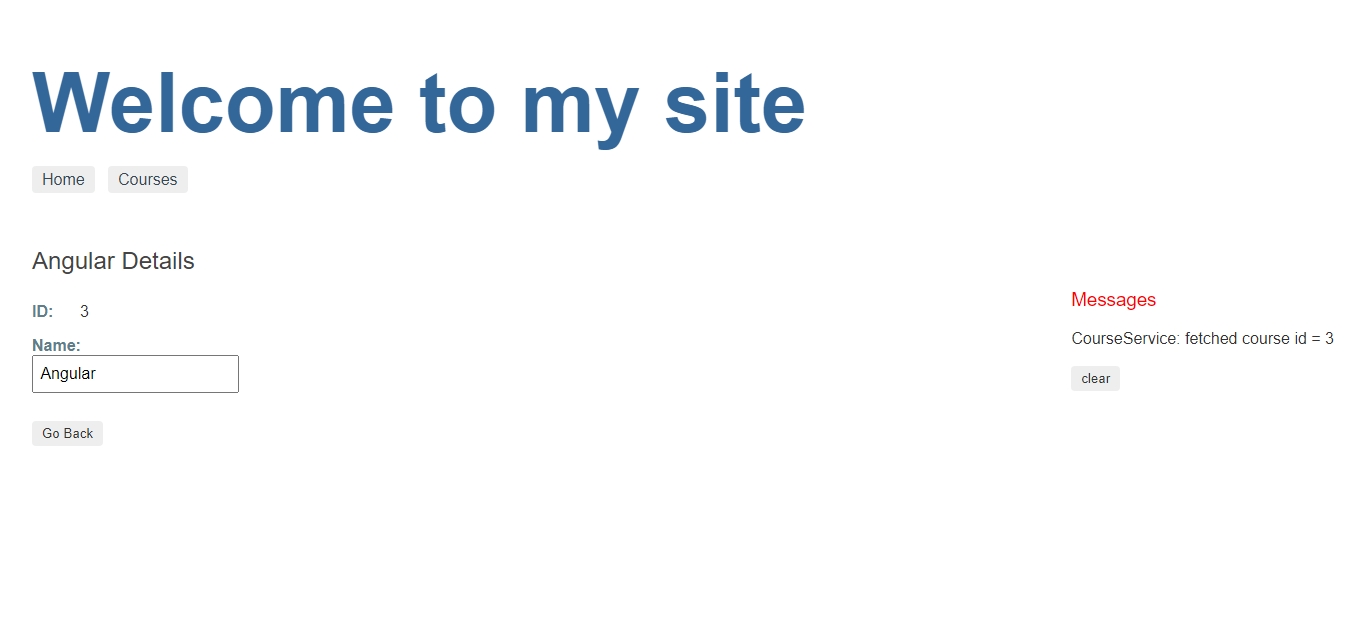 Welcome to my site
Home Courses
Angular Details
ID: 3
Name:
Angular
Go Back
Messages
CourseService: fetched course id = 3
clear